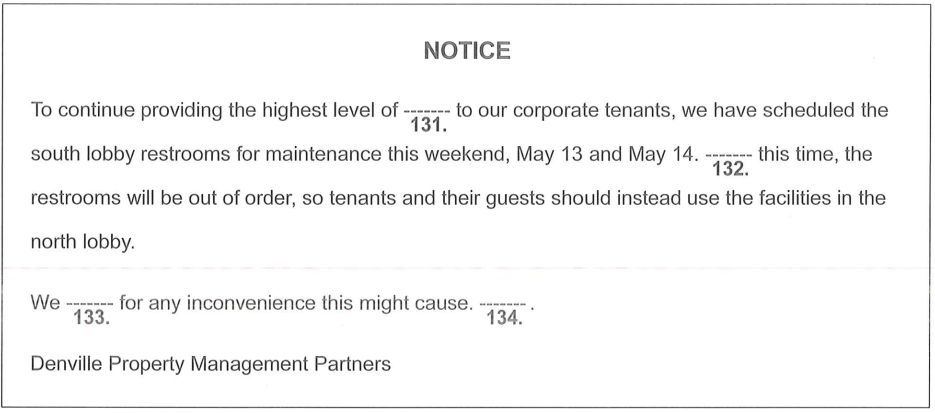 NOTICE
To continue providing the highest level of ------- to our corporate tenants, we have scheduled the
131.
south lobby restrooms for maintenance this weekend, May 13 and May 14. ------- this time, the
132.
restrooms will be out of order, so tenants and their guests should instead use the facilities in the
north lobby.
We ------- for any inconvenience this might cause. ------- .
133. 134.
Denville Property Management Partners